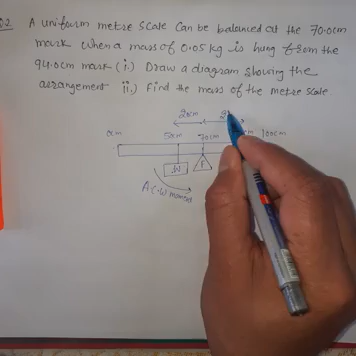 Q.2. A uniform metre scale can be balanced at the 70.0cm
mark when a mass of 0.05 kg is hung from the
94.0cm mark (i.) Draw a diagram showing the
arrangement ii.) Find the mass of the metre scale
20cm
0cm 50cm 70cm cm 100cm
W F
A.C.W) moment